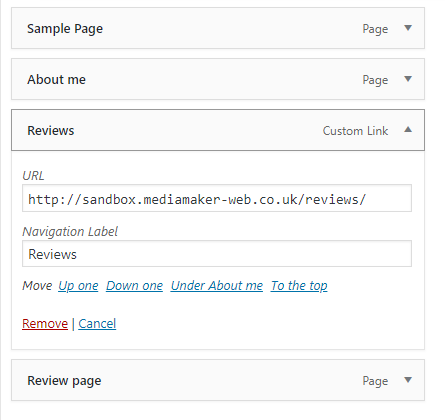 Sample Page Page
About me Page
Reviews Custom Link
URL
http://sandbox.mediamaker-web.co.uk/reviews/
Navigation Label
Reviews
Move Up one Down one Under About me To the top
Remove | Cancel
Review page Page